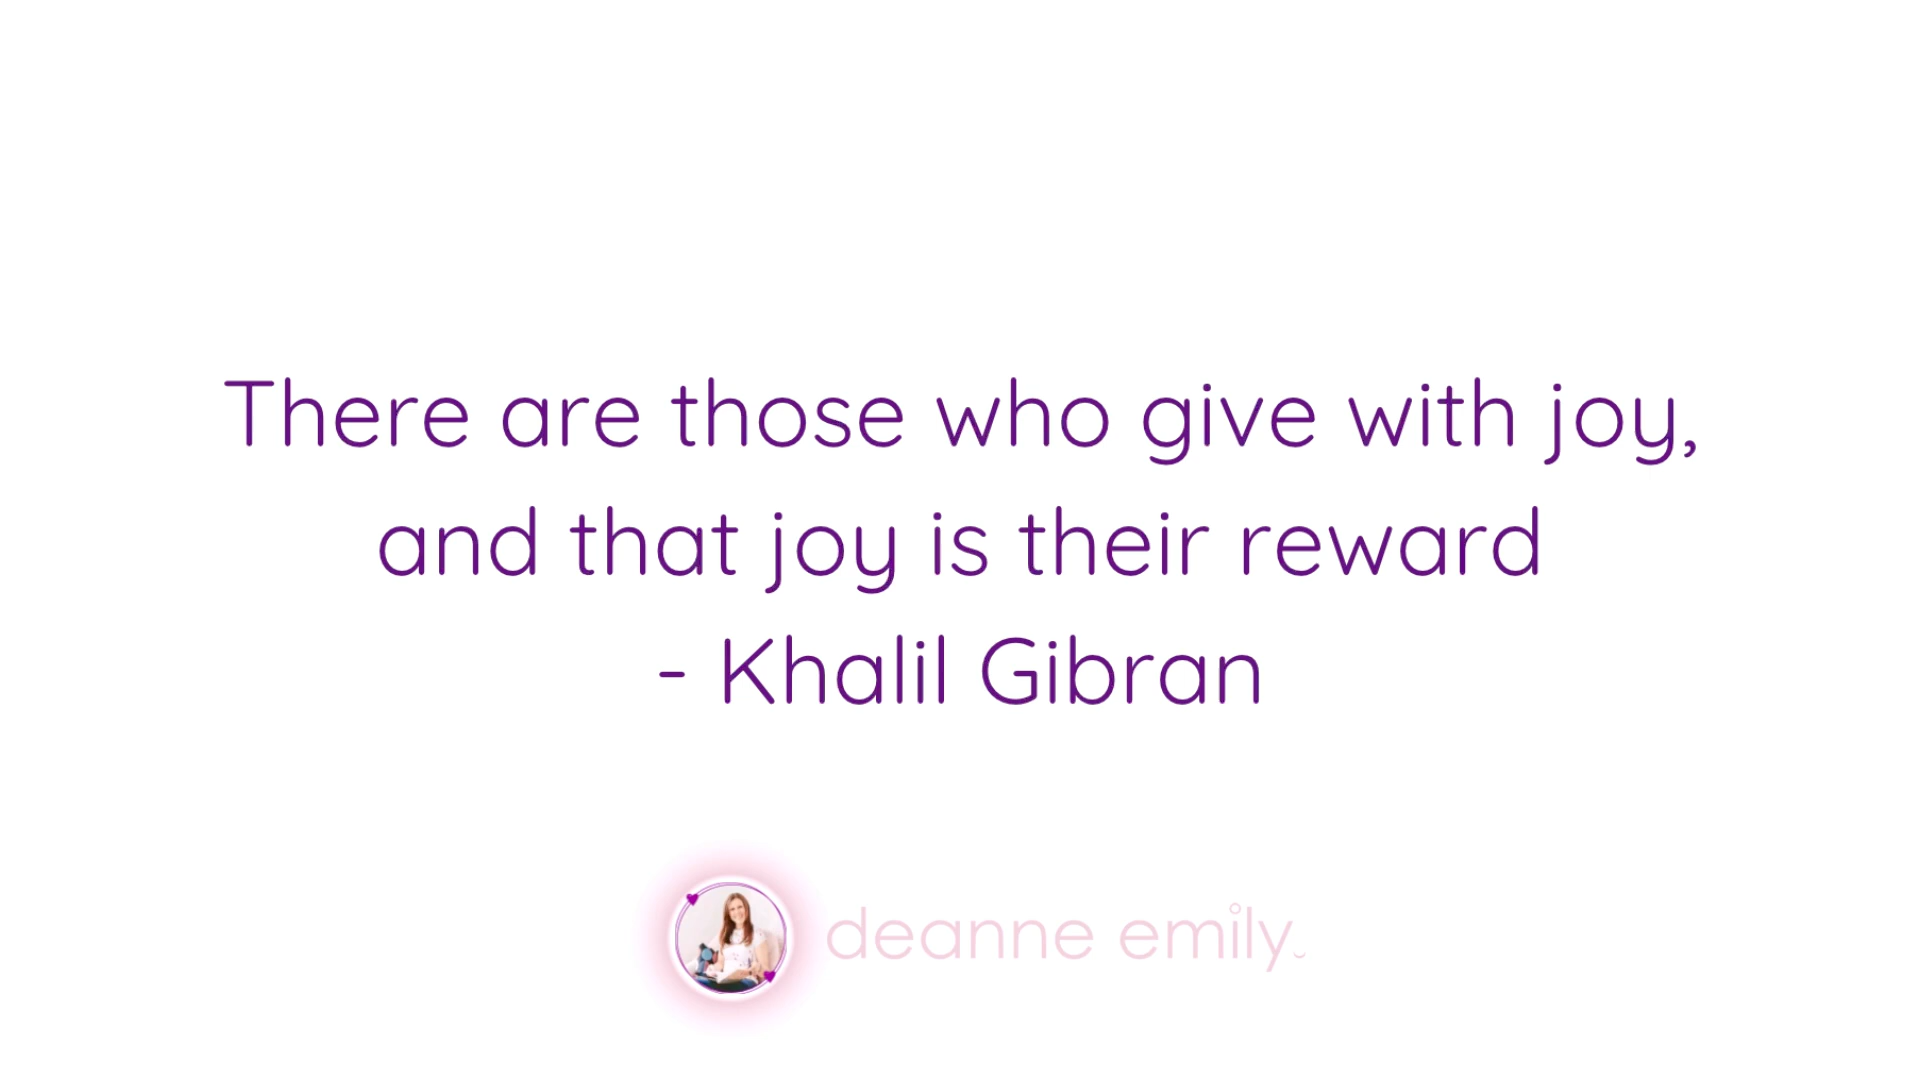 There are those who give with joy,
and that joy is their reward
- Khalil Gibran
deanne emily.